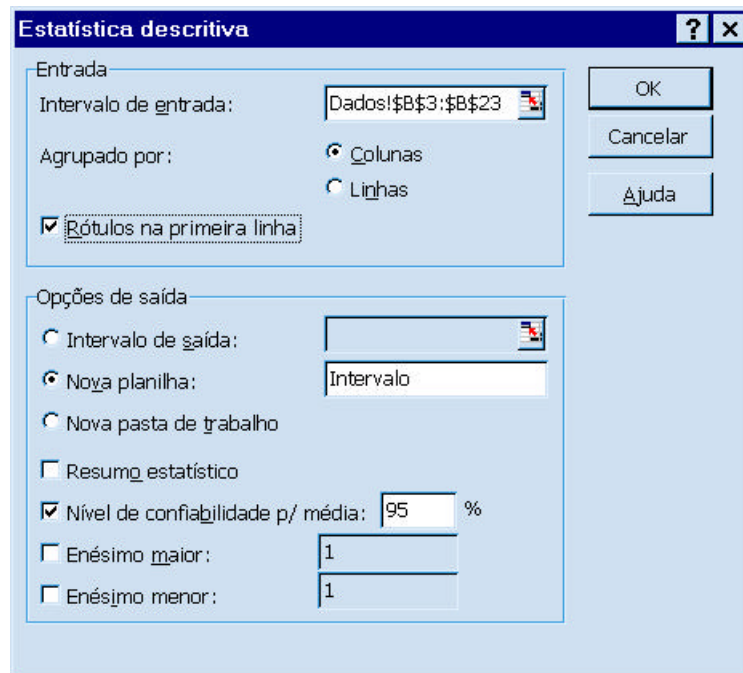 Estatística descritiva
Entrada
Intervalo de entrada: Dados!$B$3:$B$23
Agrupado por: Colunas
Linhas
Rótulos na primeira linha
OK
Cancelar
Ajuda
Opções de saída
Intervalo de saída:
Nova planilha: Intervalo
Nova pasta de trabalho
Resumo estatístico
Nível de confiabilidade p/ média: 95 %
Enésimo maior: 1
Enésimo menor: 1